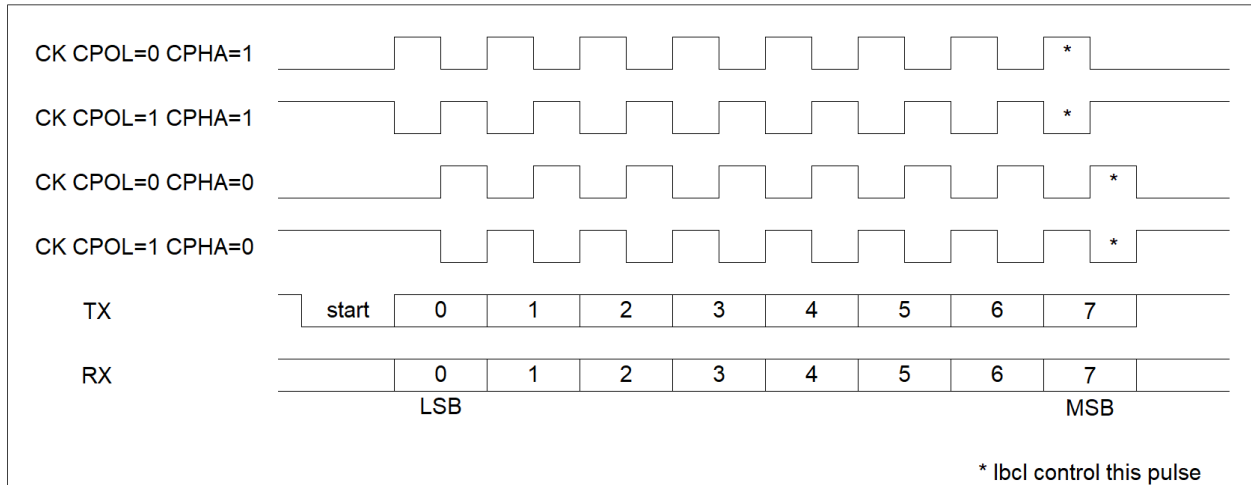 CK CPOL=0 CPHA=1 *
CK CPOL=1 CPHA=1 *
CK CPOL=0 CPHA=0 *
CK CPOL=1 CPHA=0 *
TX start 0 1 2 3 4 5 6 7
RX 0 1 2 3 4 5 6 7
LSB MSB
* lbcl control this pulse